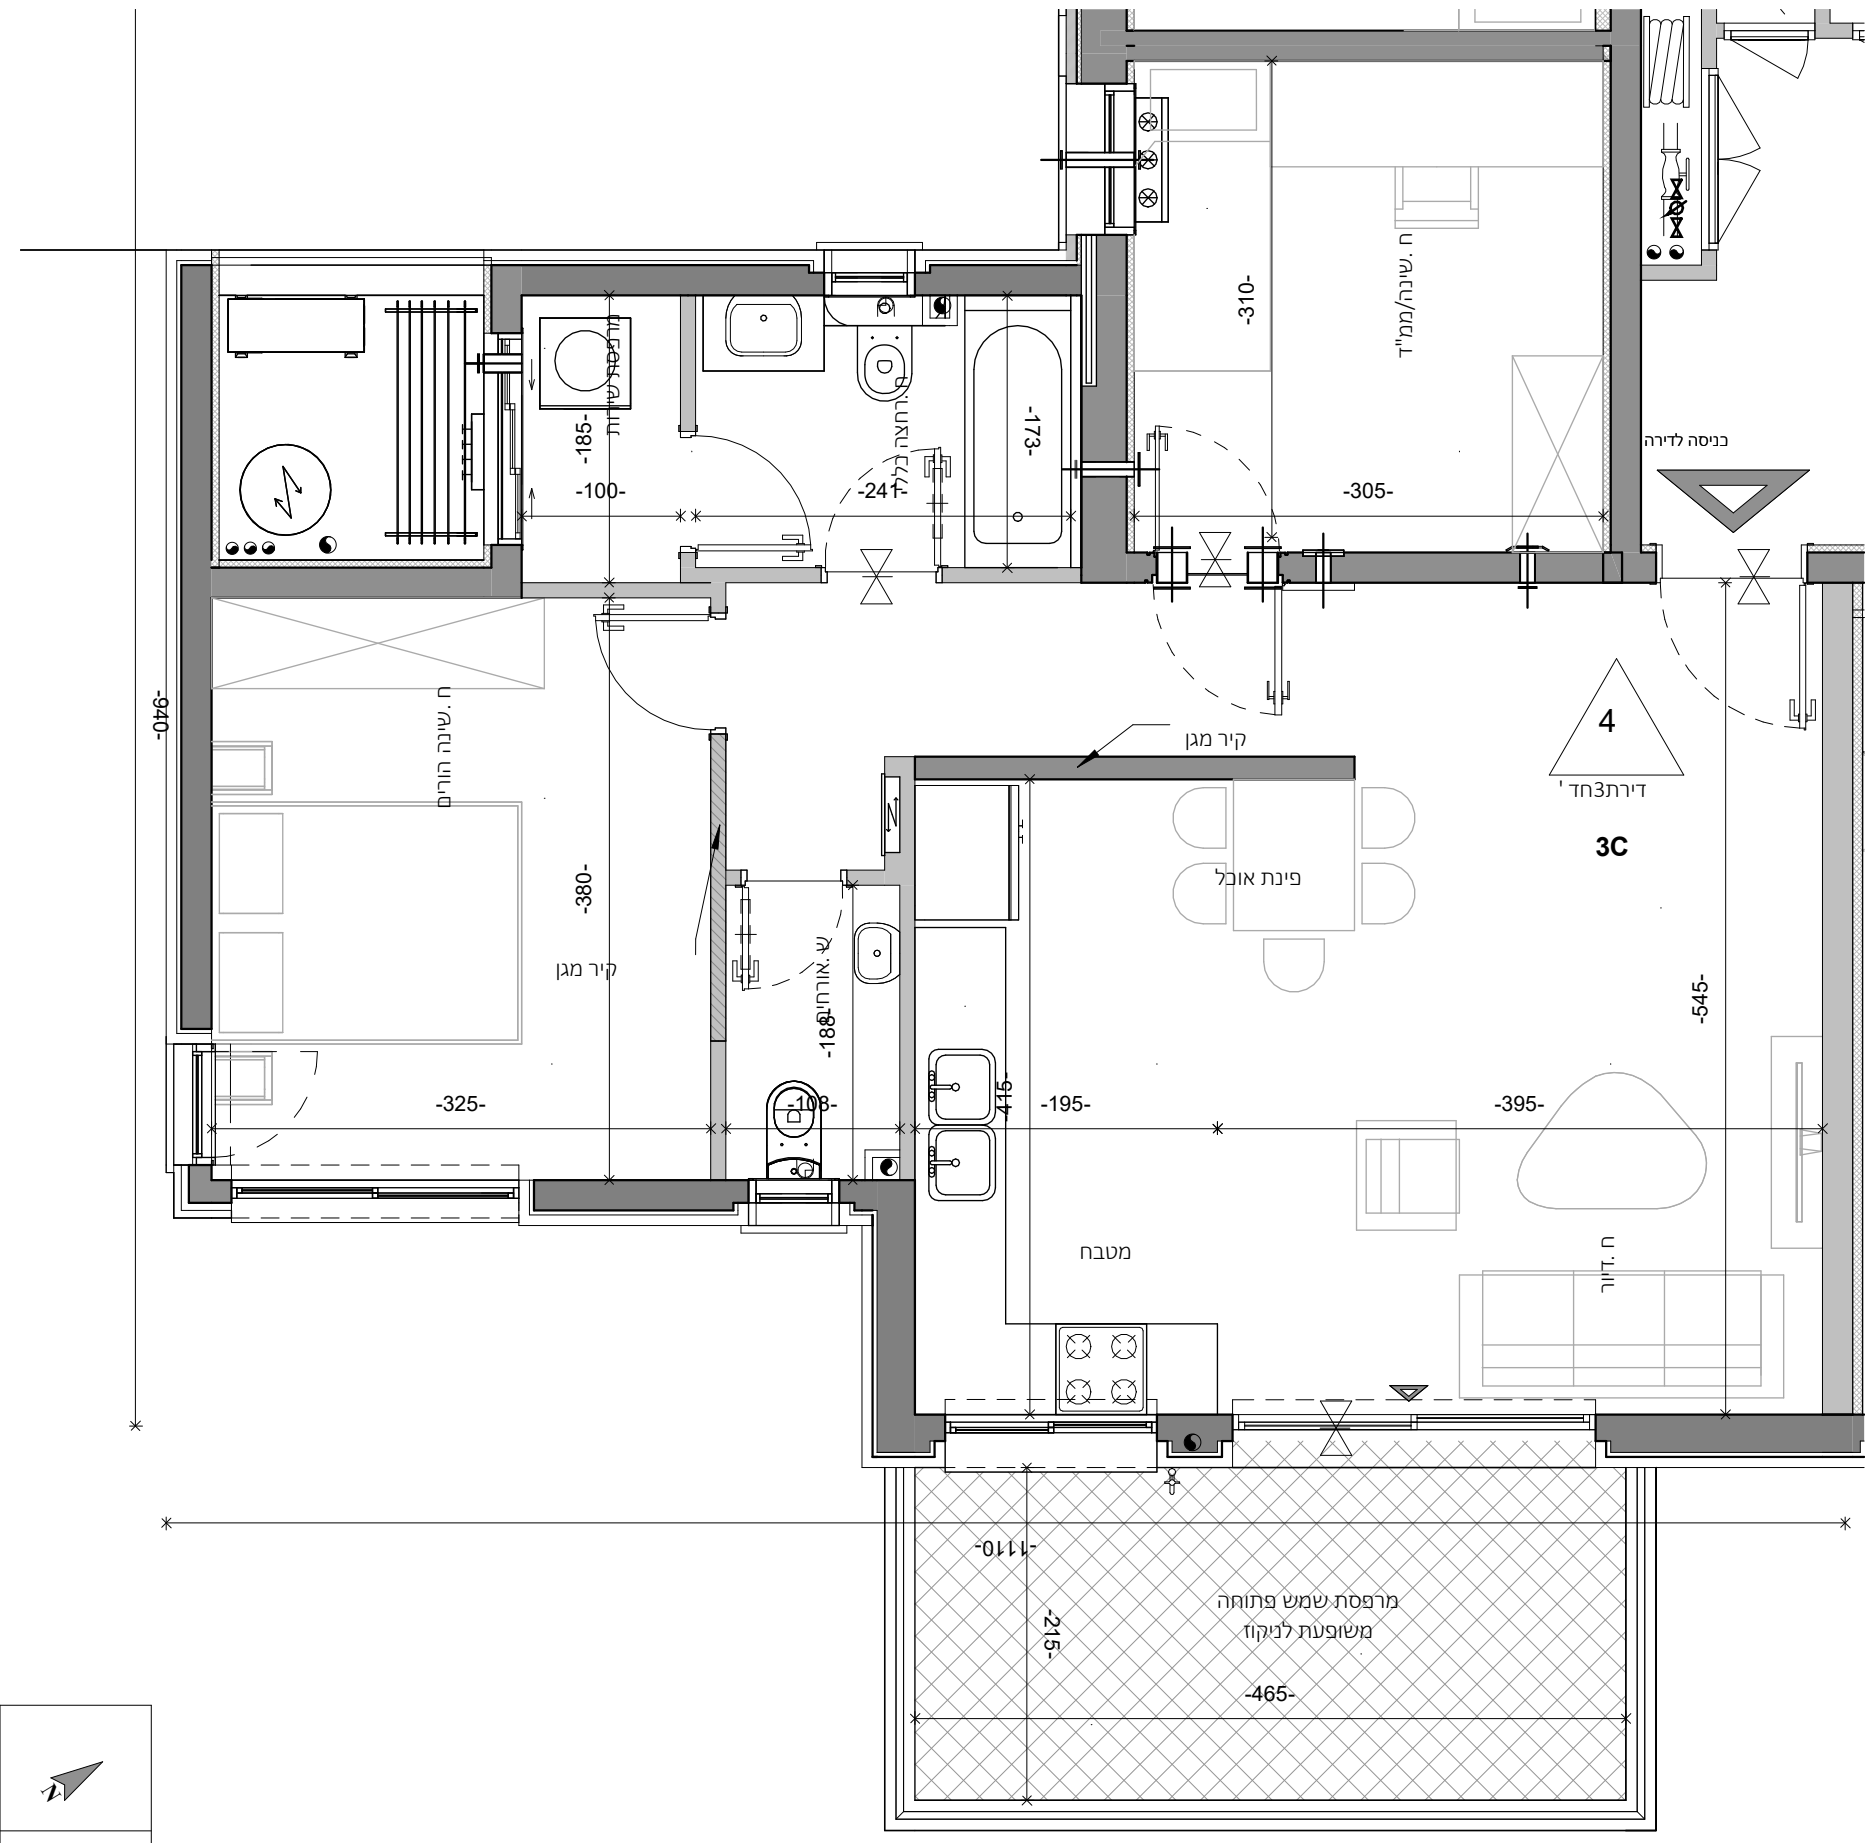 -310-
ח .שינה/ממ"ד
-305-
כניסה לדירה
-185-
-100-
ח .רחצה כללי
-241-
-173-
-940-
ח .שינה הורים
-380-
קיר מגן
-325-
קיר מגן
4
דירת3חד '
3C
פינת אוכל
ש .אורחים
-188-
-108-
-415-
-195-
-395-
-545-
מטבח
ח .דיור
-1110-
-215-
מרפסת שמש פתוחה
משופעת לניקוז
-465-
N